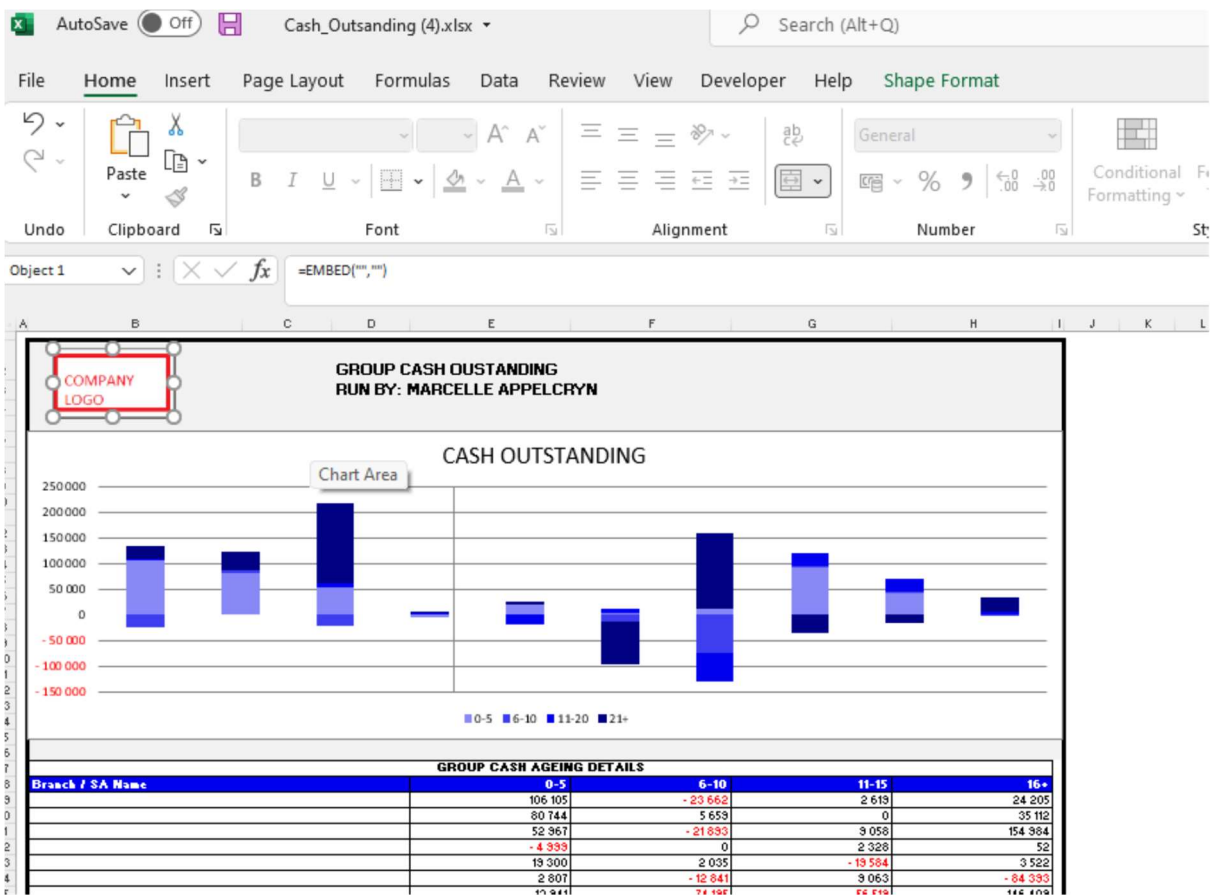 AutoSave Off Cash_Outsanding (4).xlsx Search (Alt+Q)
File Home Insert Page Layout Formulas Data Review View Developer Help Shape Format
Paste
General
Conditional
Formatting
Undo Clipboard Font Alignment Number
Object 1 fx =EMBED("","")
A B C D E F G H I J K L
COMPANY
LOGO
GROUP CASH OUSTANDING
RUN BY: MARCELLE APPELCRYN
CASH OUTSTANDING
Chart Area
250 000
200 000
150 000
100 000
50 000
0
- 50 000
- 100 000
- 150 000
0-5 6-10 11-20 21+
GROUP CASH AGEING DETAILS
Branch / SA Name 0-5 6-10 11-15 16+
106 105 - 23 662 2 619 24 205
80 744 5 659 0 35 112
52 967 - 21 893 9 058 154 984
- 4 999 0 2 328 52
19 300 2 035 - 19 584 3 522
2 807 - 12 841 9 063 - 84 393